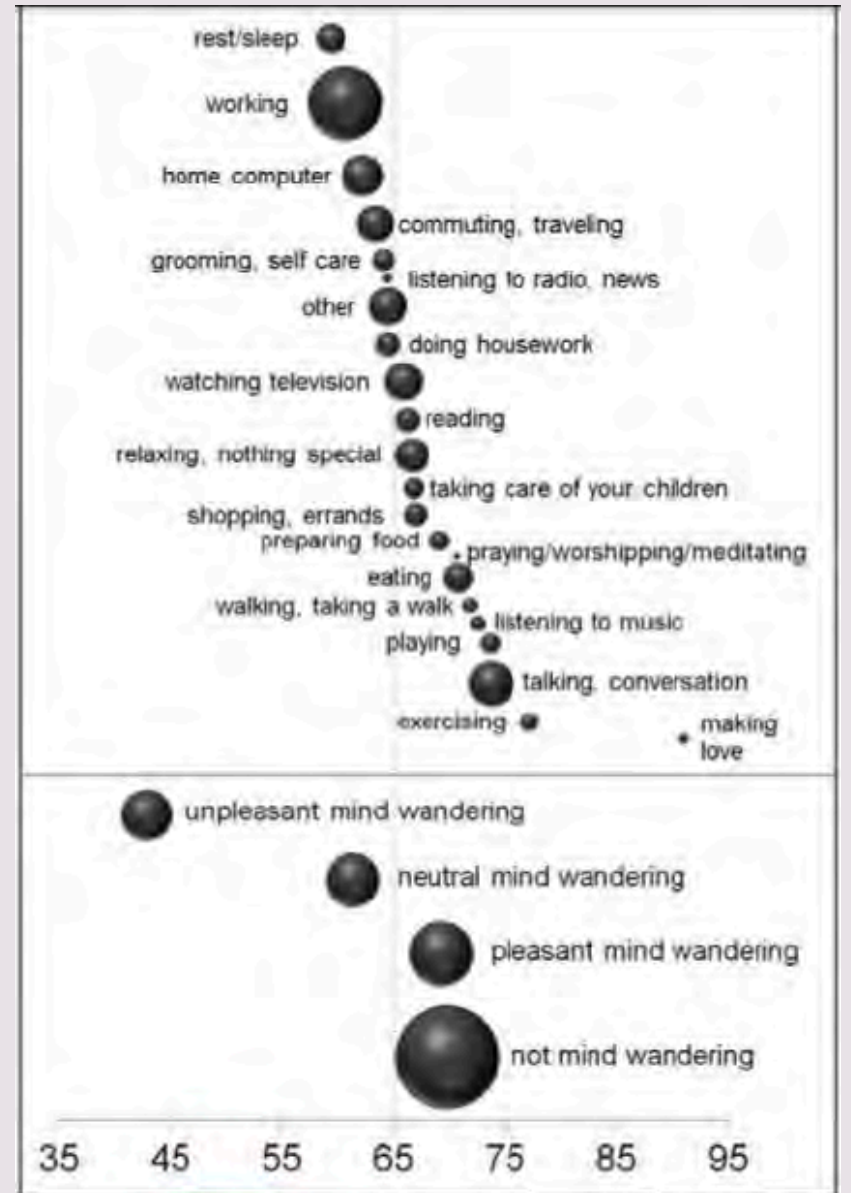 rest/sleep
working
home computer
commuting, traveling
grooming, self care
listening to radio, news
other
doing housework
watching television
reading
relaxing, nothing special
taking care of your children
shopping, errands
preparing food
praying/worshipping/meditating
eating
walking, taking a walk
listening to music
playing
talking, conversation
exercising
making
love
unpleasant mind wandering
neutral mind wandering
pleasant mind wandering
not mind wandering
35 45 55 65 75 85 95